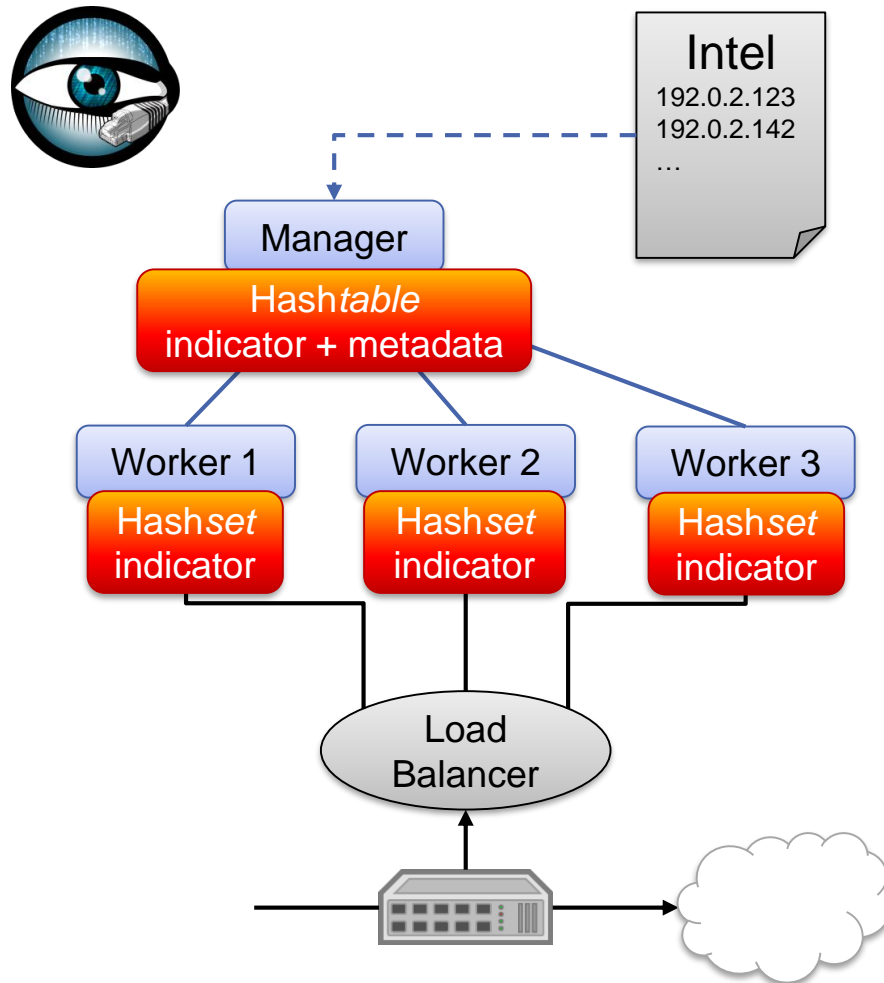 Intel
192.0.2.123
192.0.2.142
…
Manager
Hashtable
indicator + metadata
Worker 1
Worker 2
Worker 3
Hashset
indicator
Hashset
indicator
Hashset
indicator
Load
Balancer